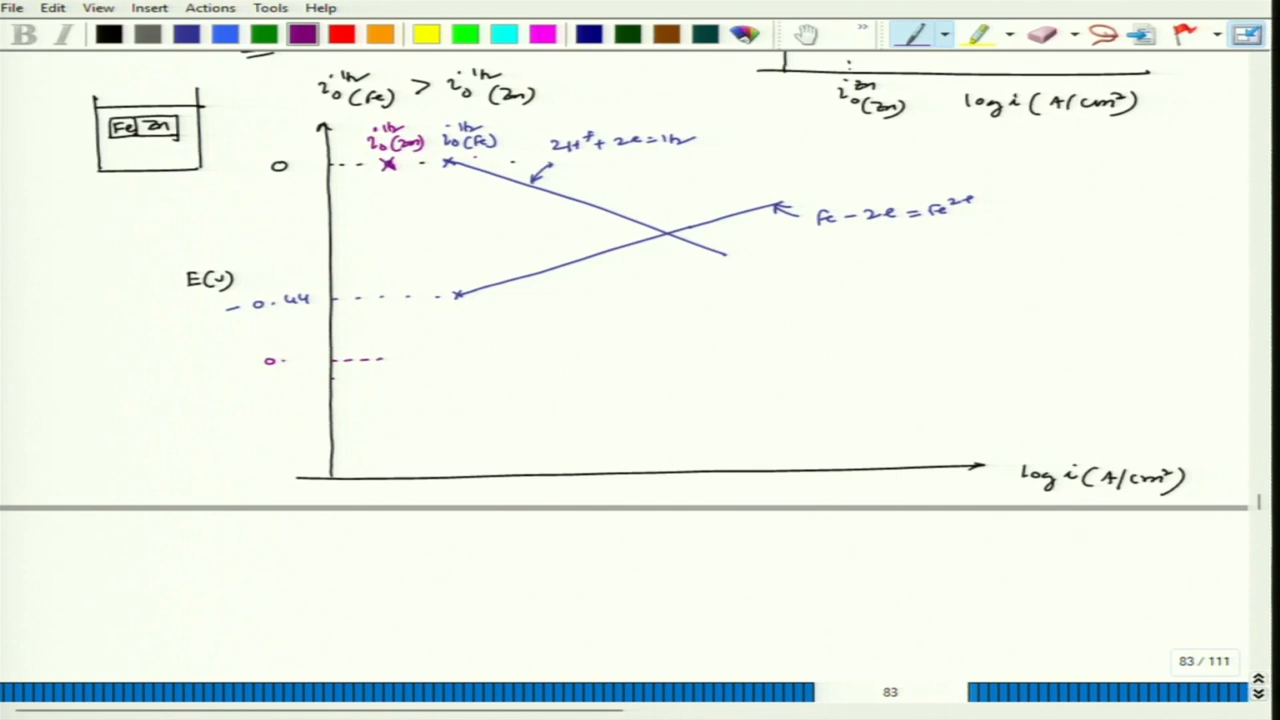 File Edit View Insert Actions Tools Help
i₀^H₂(Fe) > i₀^H₂(Zn)
i₀^Zn(Zn) log i (A/cm²)
Fe Zn
i₀^H₂(Zn) i₀^H₂(Fe) 2H⁺ + 2e = H₂
0
Fe - 2e = Fe²⁺
E(V)
- 0.44
0.
log i (A/cm²)
83 / 111
83